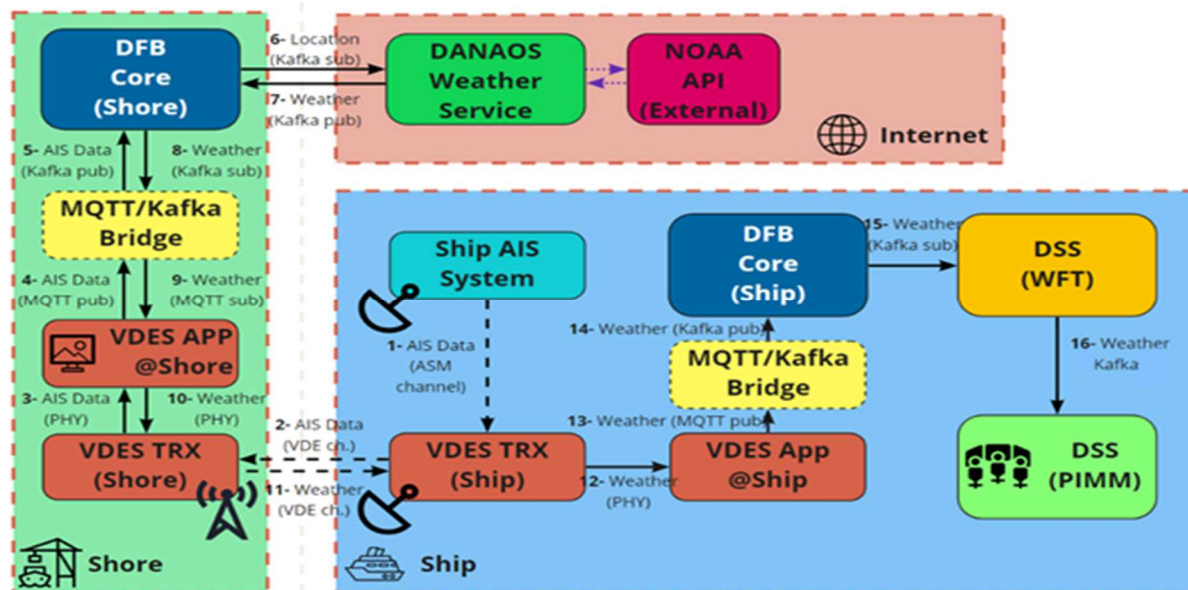 DFB
Core
(Shore)
6- Location
(Kafka sub)
7- Weather
(Kafka pub)
DANAOS
Weather
Service
NOAA
API
(External)
Internet
5- AIS Data
(Kafka pub)
8- Weather
(Kafka sub)
MQTT/Kafka
Bridge
4- AIS Data
(MQTT pub)
9- Weather
(MQTT sub)
VDES APP
@Shore
3- AIS Data
(PHY)
10- Weather
(PHY)
VDES TRX
(Shore)
Shore
2- AIS Data
(VDE ch.)
11- Weather
(VDE ch.)
Ship AIS
System
1- AIS Data
(ASM
channel)
VDES TRX
(Ship)
12- Weather
(PHY)
VDES App
@Ship
13- Weather (MQTT pub)
MQTT/Kafka
Bridge
14- Weather (Kafka pub)
DFB
Core
(Ship)
15- Weather
(Kafka sub)
DSS
(WFT)
16- Weather
Kafka
DSS
(PIMM)
Ship